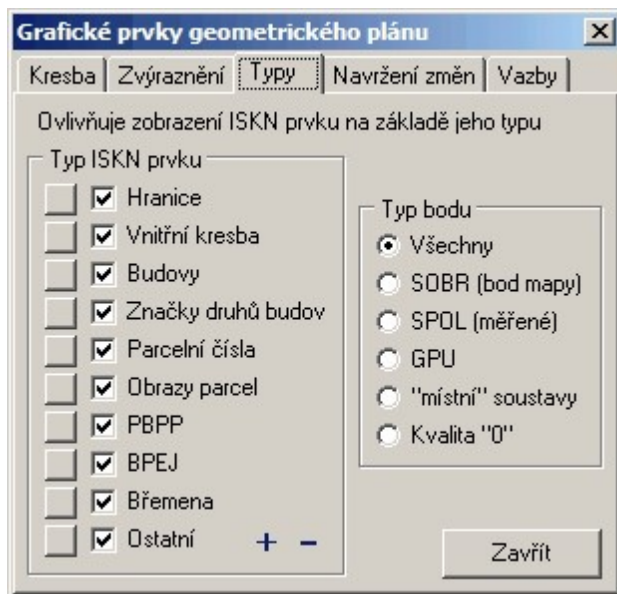 Grafické prvky geometrického plánu
Kresba Zvýraznění Typy Navržení změn Vazby
Ovlivňuje zobrazení ISKN prvku na základě jeho typu
Typ ISKN prvku
Hranice
Vnitřní kresba
Budovy
Značky druhů budov
Parcelní čísla
Obrazy parcel
PBPP
BPEJ
Břemena
Ostatní + -
Typ bodu
Všechny
SOBR (bod mapy)
SPOL (měřené)
GPU
"místní" soustavy
Kvalita "0"
Zavřít